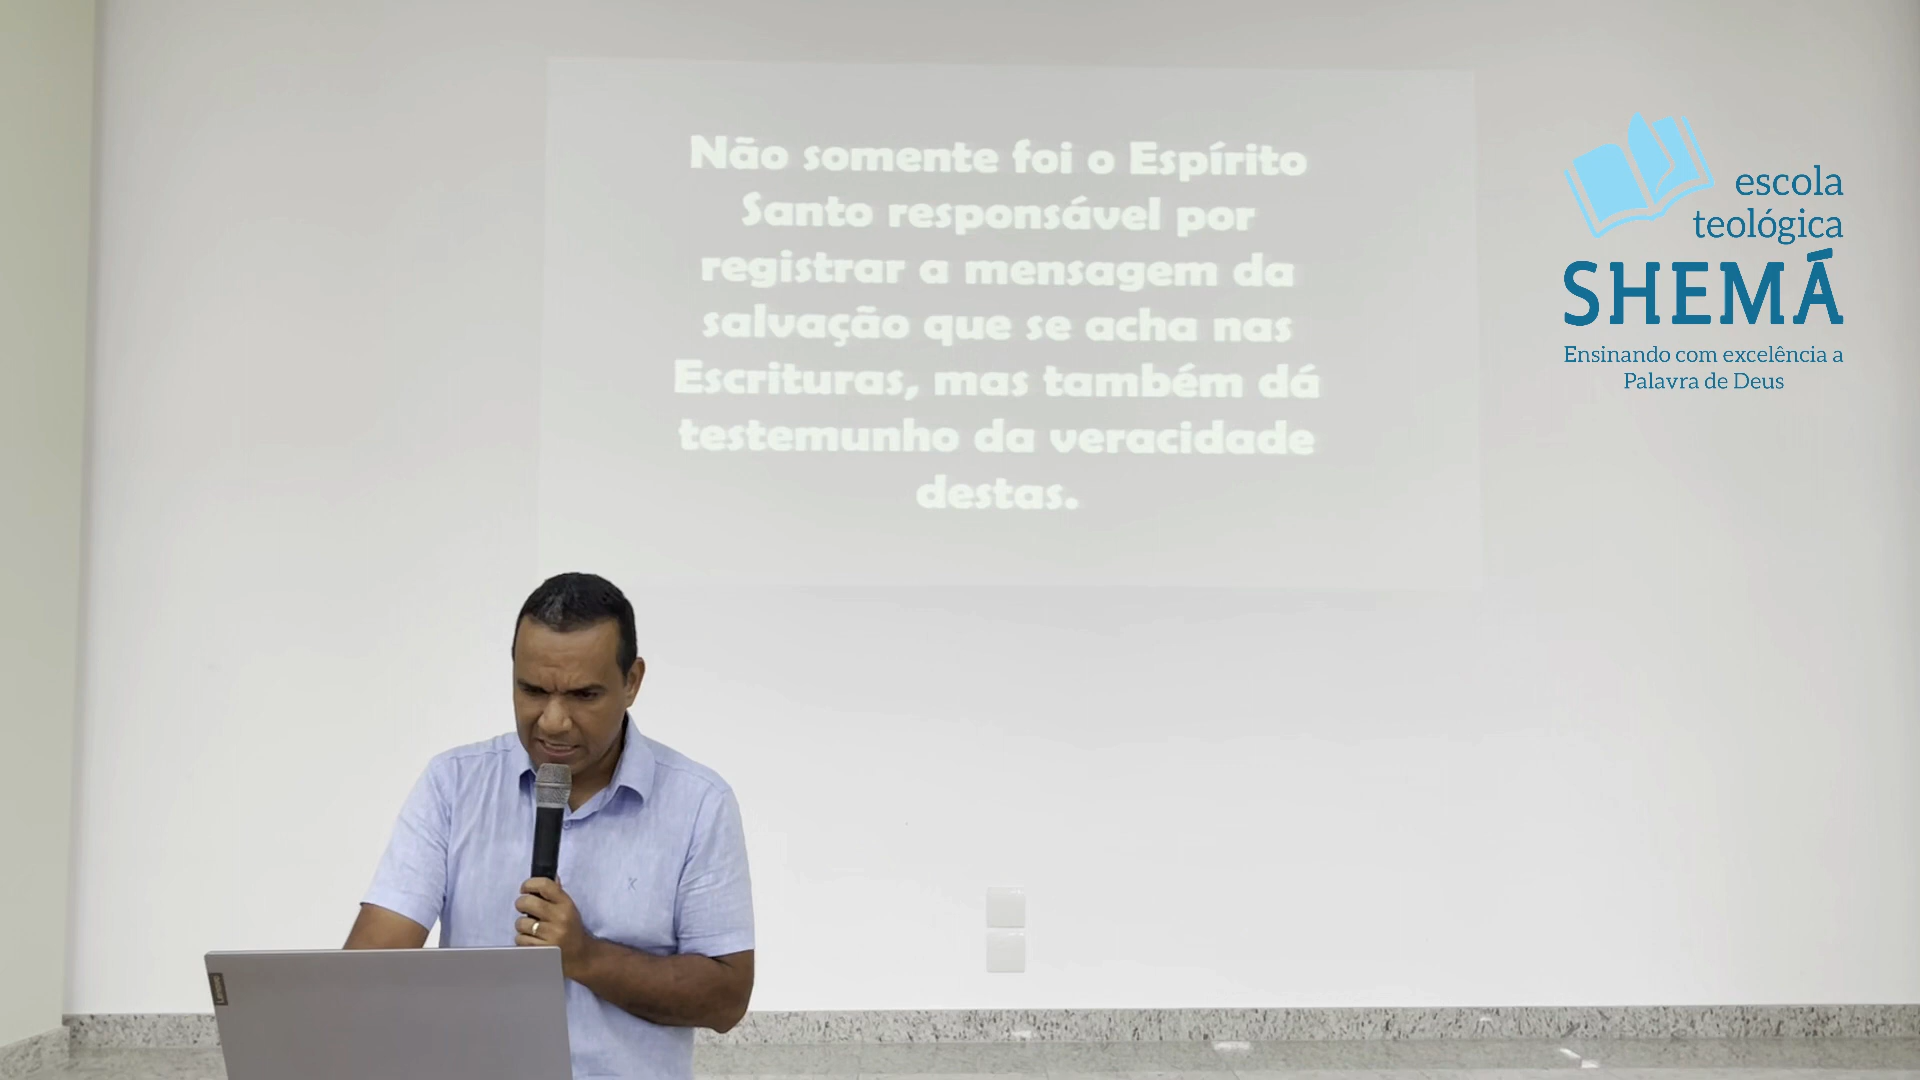 Não somente foi o Espírito
Santo responsável por
registrar a mensagem da
salvação que se acha nas
Escrituras, mas também dá
testemunho da veracidade
destas.
escola
teológica
SHEMÁ
Ensinando com excelência a
Palavra de Deus
Lenovo